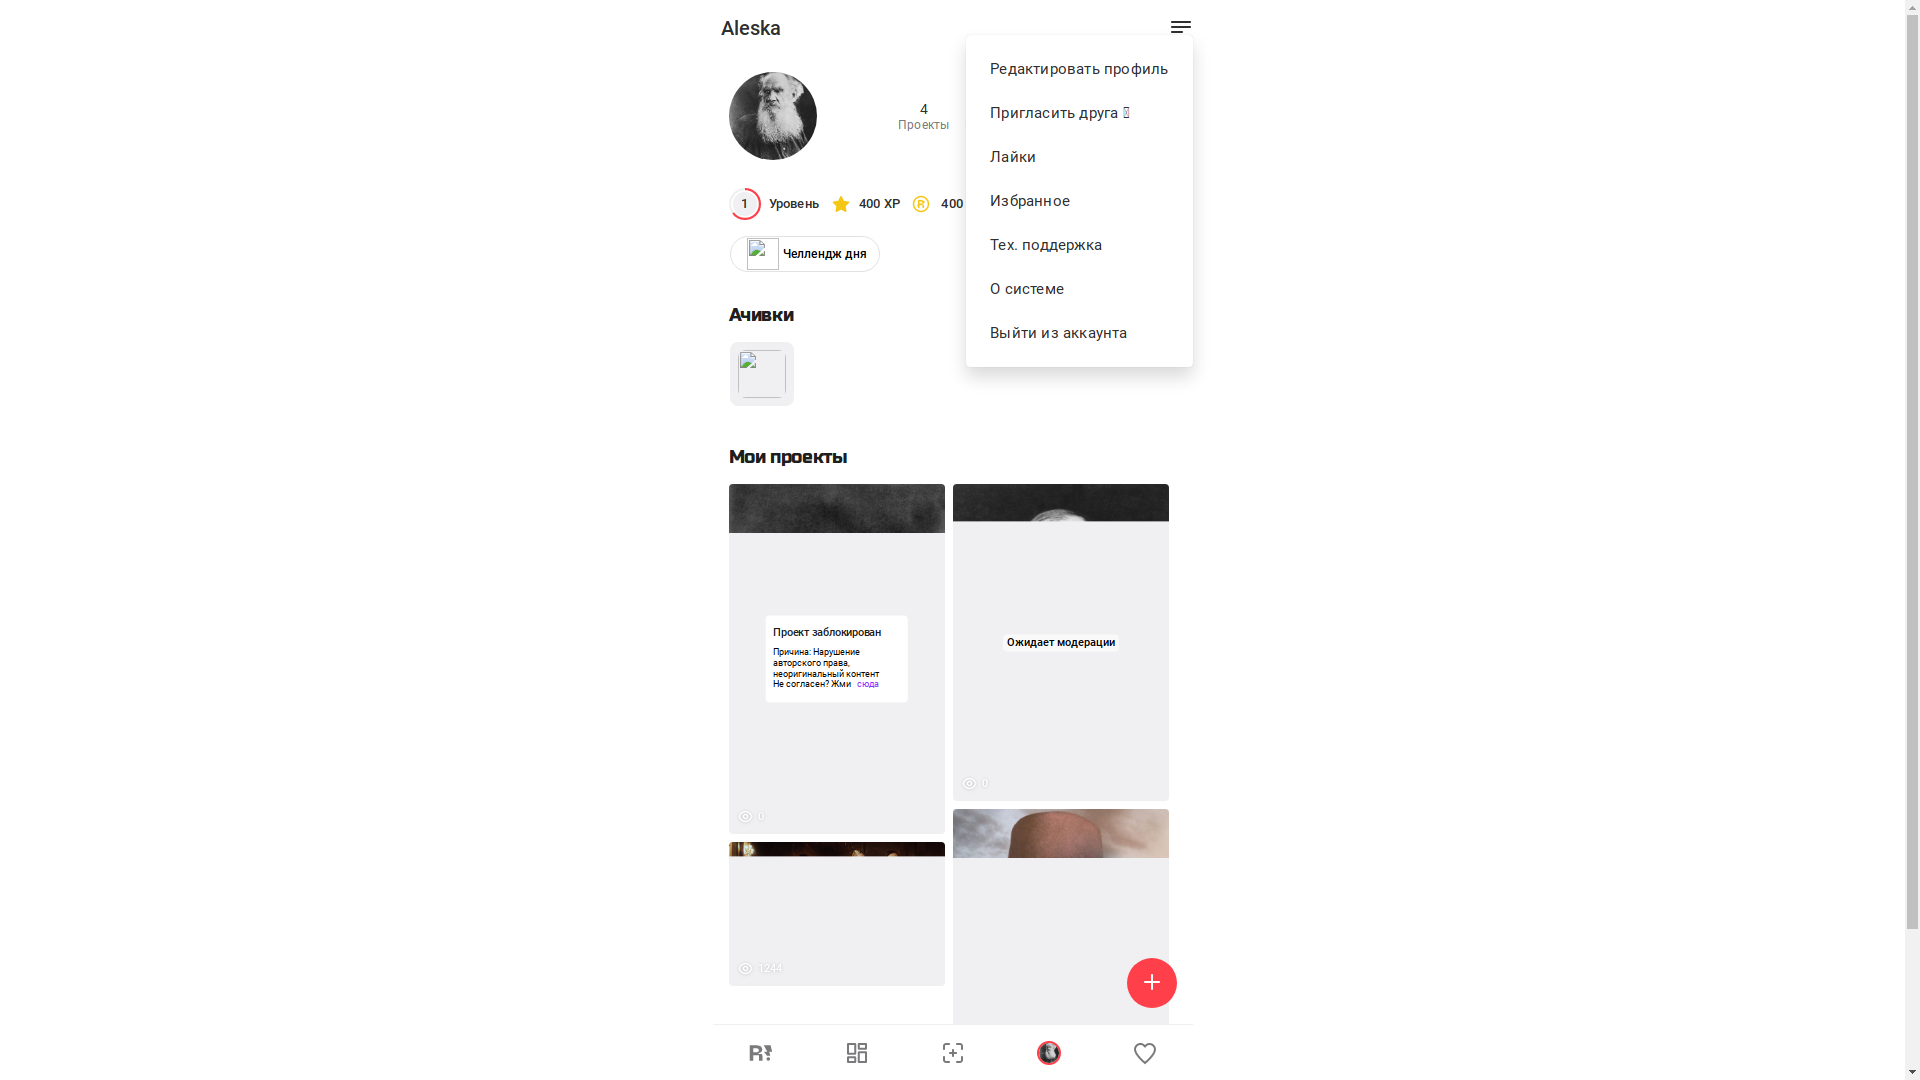 Aleska
Редактировать профиль
Пригласить друга
Лайки
Избранное
Тех. поддержка
О системе
Выйти из аккаунта
4
Проекты
1 Уровень 400 XP 400
Челлендж дня
Ачивки
Мои проекты
Проект заблокирован
Причина: Нарушение
авторского права,
неоригинальный контент
Не согласен? Жми сюда
0
Ожидает модерации
0
1244
R!